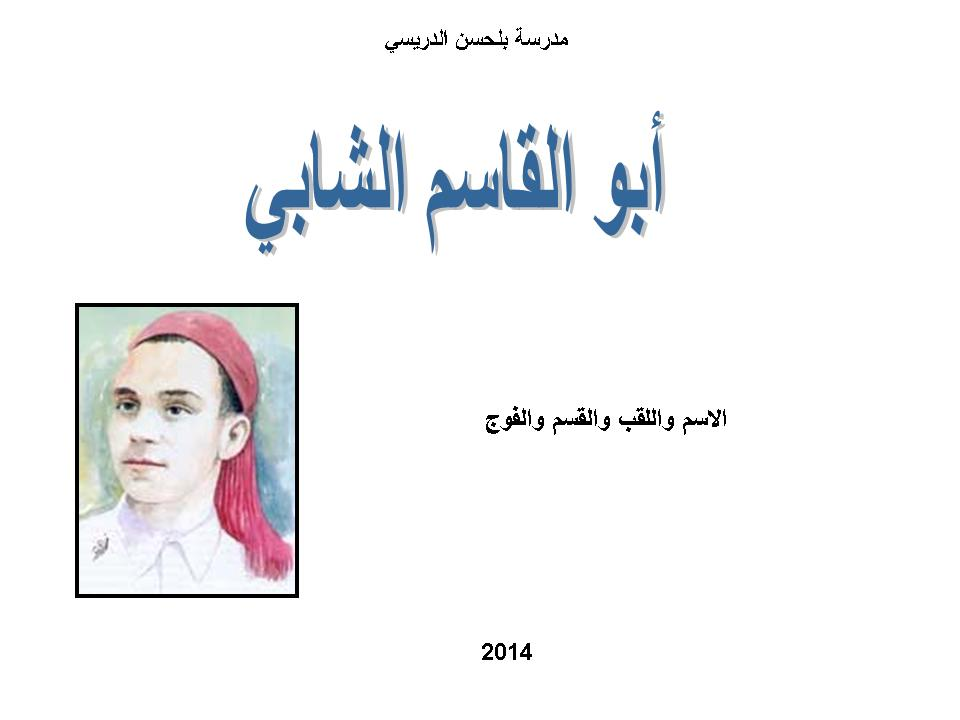 مدرسة بلحسن الدريسي
أبو القاسم الشابي
الاسم واللقب والقسم والفوج
2014